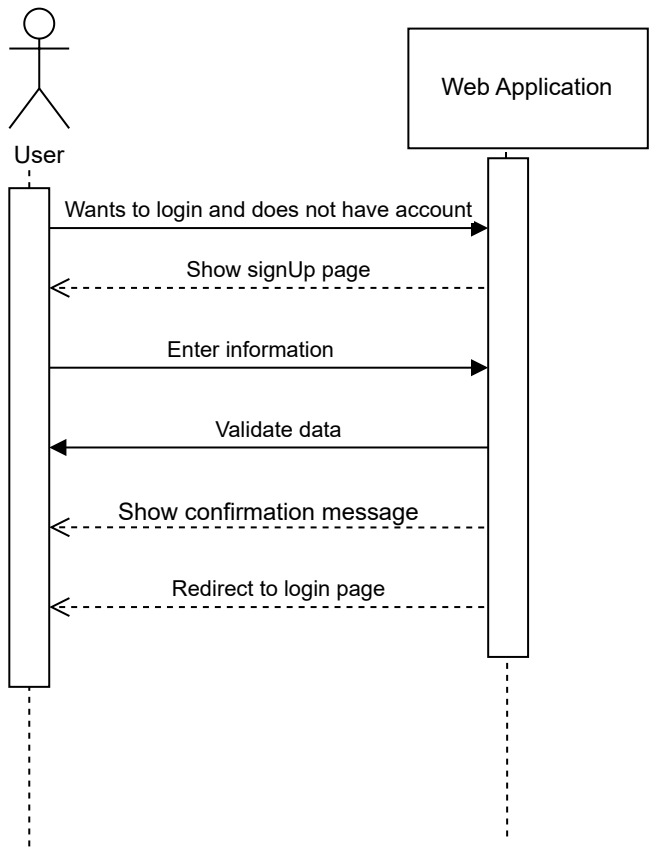 Web Application
User
Wants to login and does not have account
Show signUp page
Enter information
Validate data
Show confirmation message
Redirect to login page